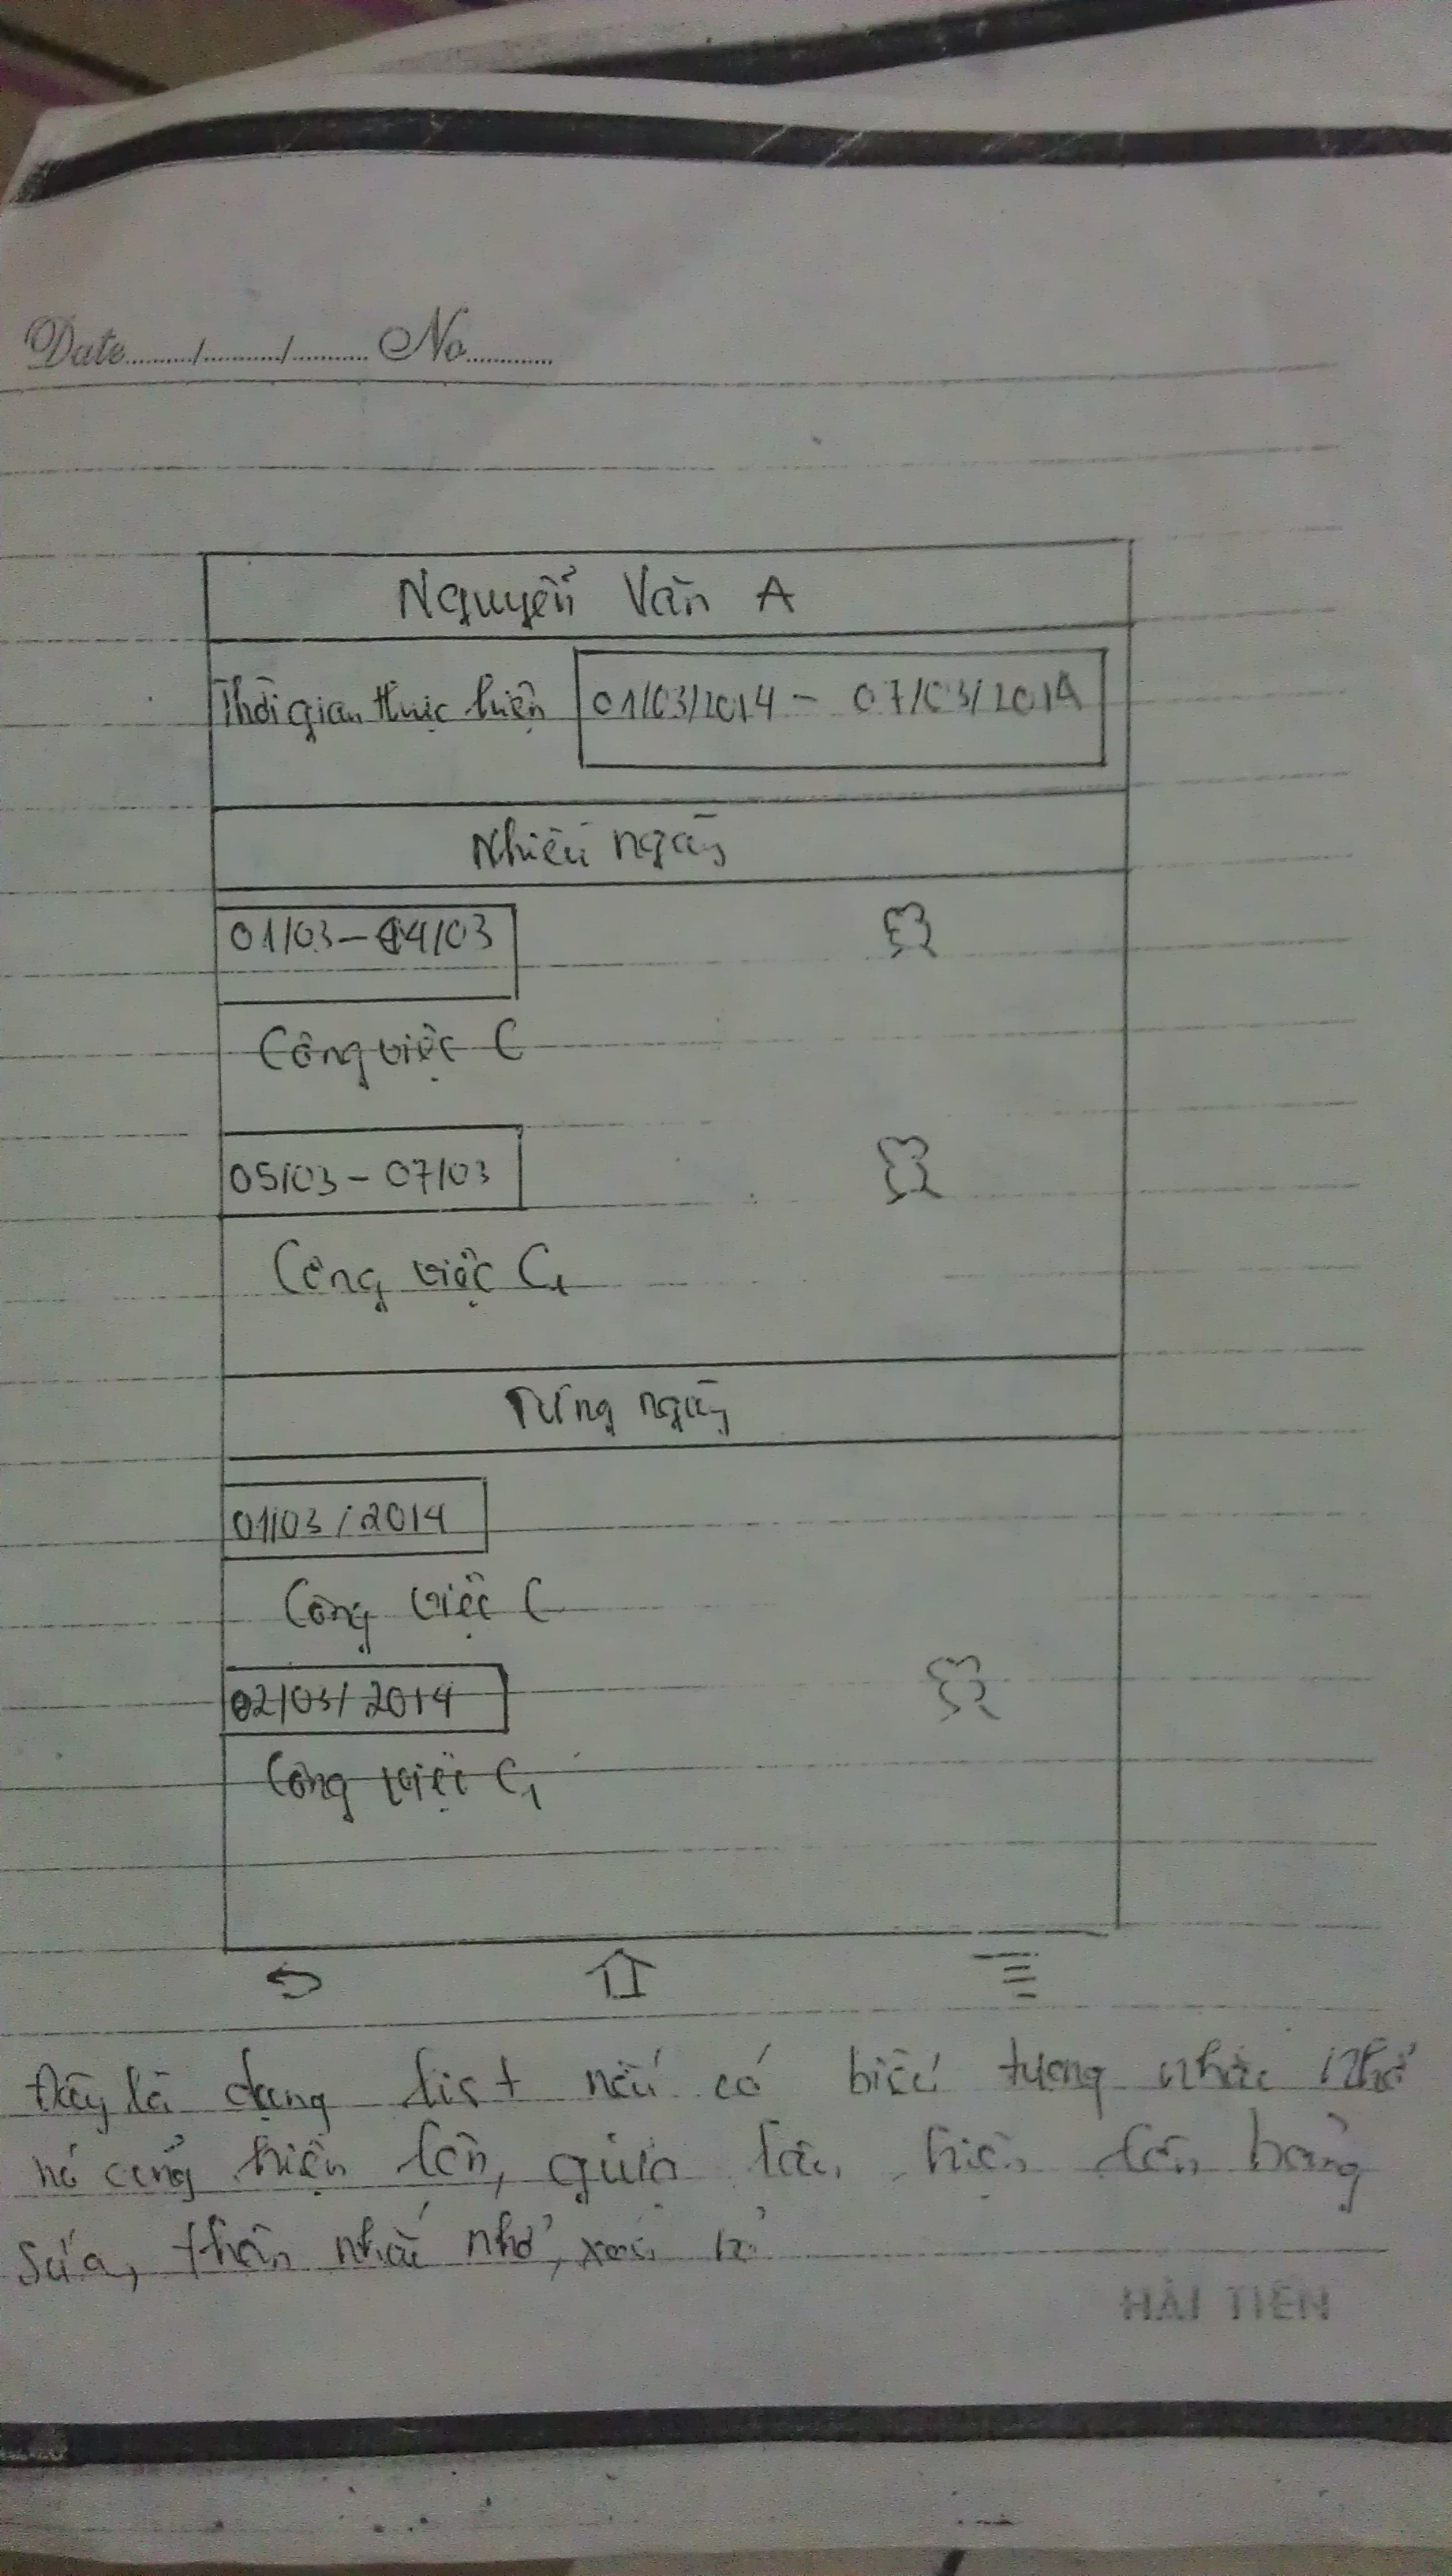 Date......../........./......... No..........
Nguyễn Văn A
Thời gian thực hiện 01/03/2014 - 07/03/2014
Nhiều ngày
01/03 - 04/03
Công việc C
05/03 - 07/03
Công việc C1
Từng ngày
01/03/2014
Công việc C
02/03/2014
Công việc C1
Đây là dạng list nếu có biểu tượng nhắc nhở
nó cũng hiện lên, giữa lâu hiện lên bảng
sửa, thêm nhắc nhở, xoá
HẢI TIẾN